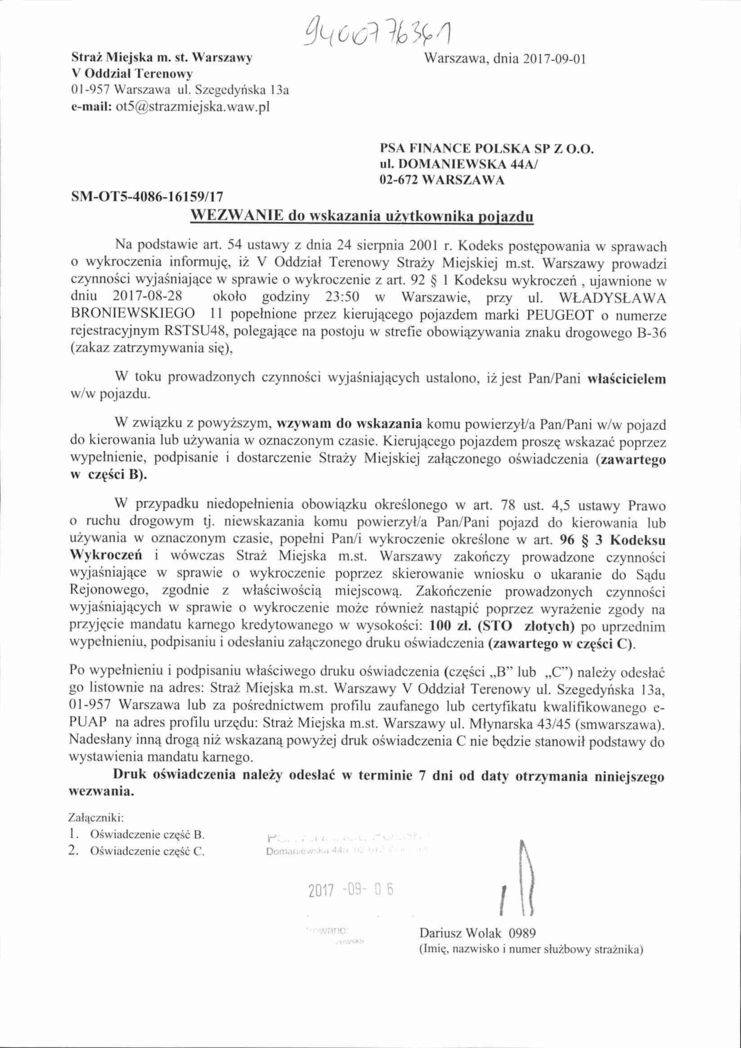 9400776361
Straż Miejska m. st. Warszawy
Warszawa, dnia 2017-09-01
V Oddział Terenowy
01-957 Warszawa ul. Szegedyńska 13a
e-mail: ot5@strazmiejska.waw.pl
PSA FINANCE POLSKA SP Z O.O.
ul. DOMANIEWSKA 44A/
02-672 WARSZAWA
SM-OT5-4086-16159/17
WEZWANIE do wskazania użytkownika pojazdu
Na podstawie art. 54 ustawy z dnia 24 sierpnia 2001 r. Kodeks postępowania w sprawach
o wykroczenia informuję, iż V Oddział Terenowy Straży Miejskiej m.st. Warszawy prowadzi
czynności wyjaśniające w sprawie o wykroczenie z art. 92 § 1 Kodeksu wykroczeń , ujawnione w
dniu 2017-08-28 około godziny 23:50 w Warszawie, przy ul. WŁADYSŁAWA
BRONIEWSKIEGO 11 popełnione przez kierującego pojazdem marki PEUGEOT o numerze
rejestracyjnym RSTSU48, polegające na postoju w strefie obowiązywania znaku drogowego B-36
(zakaz zatrzymywania się),
W toku prowadzonych czynności wyjaśniających ustalono, iż jest Pan/Pani właścicielem
w/w pojazdu.
W związku z powyższym, wzywam do wskazania komu powierzył/a Pan/Pani w/w pojazd
do kierowania lub używania w oznaczonym czasie. Kierującego pojazdem proszę wskazać poprzez
wypełnienie, podpisanie i dostarczenie Straży Miejskiej załączonego oświadczenia (zawartego
w części B).
W przypadku niedopełnienia obowiązku określonego w art. 78 ust. 4,5 ustawy Prawo
o ruchu drogowym tj. niewskazania komu powierzył/a Pan/Pani pojazd do kierowania lub
używania w oznaczonym czasie, popełni Pan/i wykroczenie określone w art. 96 § 3 Kodeksu
Wykroczeń i wówczas Straż Miejska m.st. Warszawy zakończy prowadzone czynności
wyjaśniające w sprawie o wykroczenie poprzez skierowanie wniosku o ukaranie do Sądu
Rejonowego, zgodnie z właściwością miejscową. Zakończenie prowadzonych czynności
wyjaśniających w sprawie o wykroczenie może również nastąpić poprzez wyrażenie zgody na
przyjęcie mandatu karnego kredytowanego w wysokości: 100 zł. (STO złotych) po uprzednim
wypełnieniu, podpisaniu i odesłaniu załączonego druku oświadczenia (zawartego w części C).
Po wypełnieniu i podpisaniu właściwego druku oświadczenia (części „B” lub „C”) należy odesłać
go listownie na adres: Straż Miejska m.st. Warszawy V Oddział Terenowy ul. Szegedyńska 13a,
01-957 Warszawa lub za pośrednictwem profilu zaufanego lub certyfikatu kwalifikowanego e-
PUAP na adres profilu urzędu: Straż Miejska m.st. Warszawy ul. Młynarska 43/45 (smwarszawa).
Nadesłany inną drogą niż wskazaną powyżej druk oświadczenia C nie będzie stanowił podstawy do
wystawienia mandatu karnego.
Druk oświadczenia należy odesłać w terminie 7 dni od daty otrzymania niniejszego
wezwania.
Załączniki:
1. Oświadczenie część B.
2. Oświadczenie część C.
Domaniewska 44a
2017 -09- 06
Dariusz Wolak 0989
(Imię, nazwisko i numer służbowy strażnika)